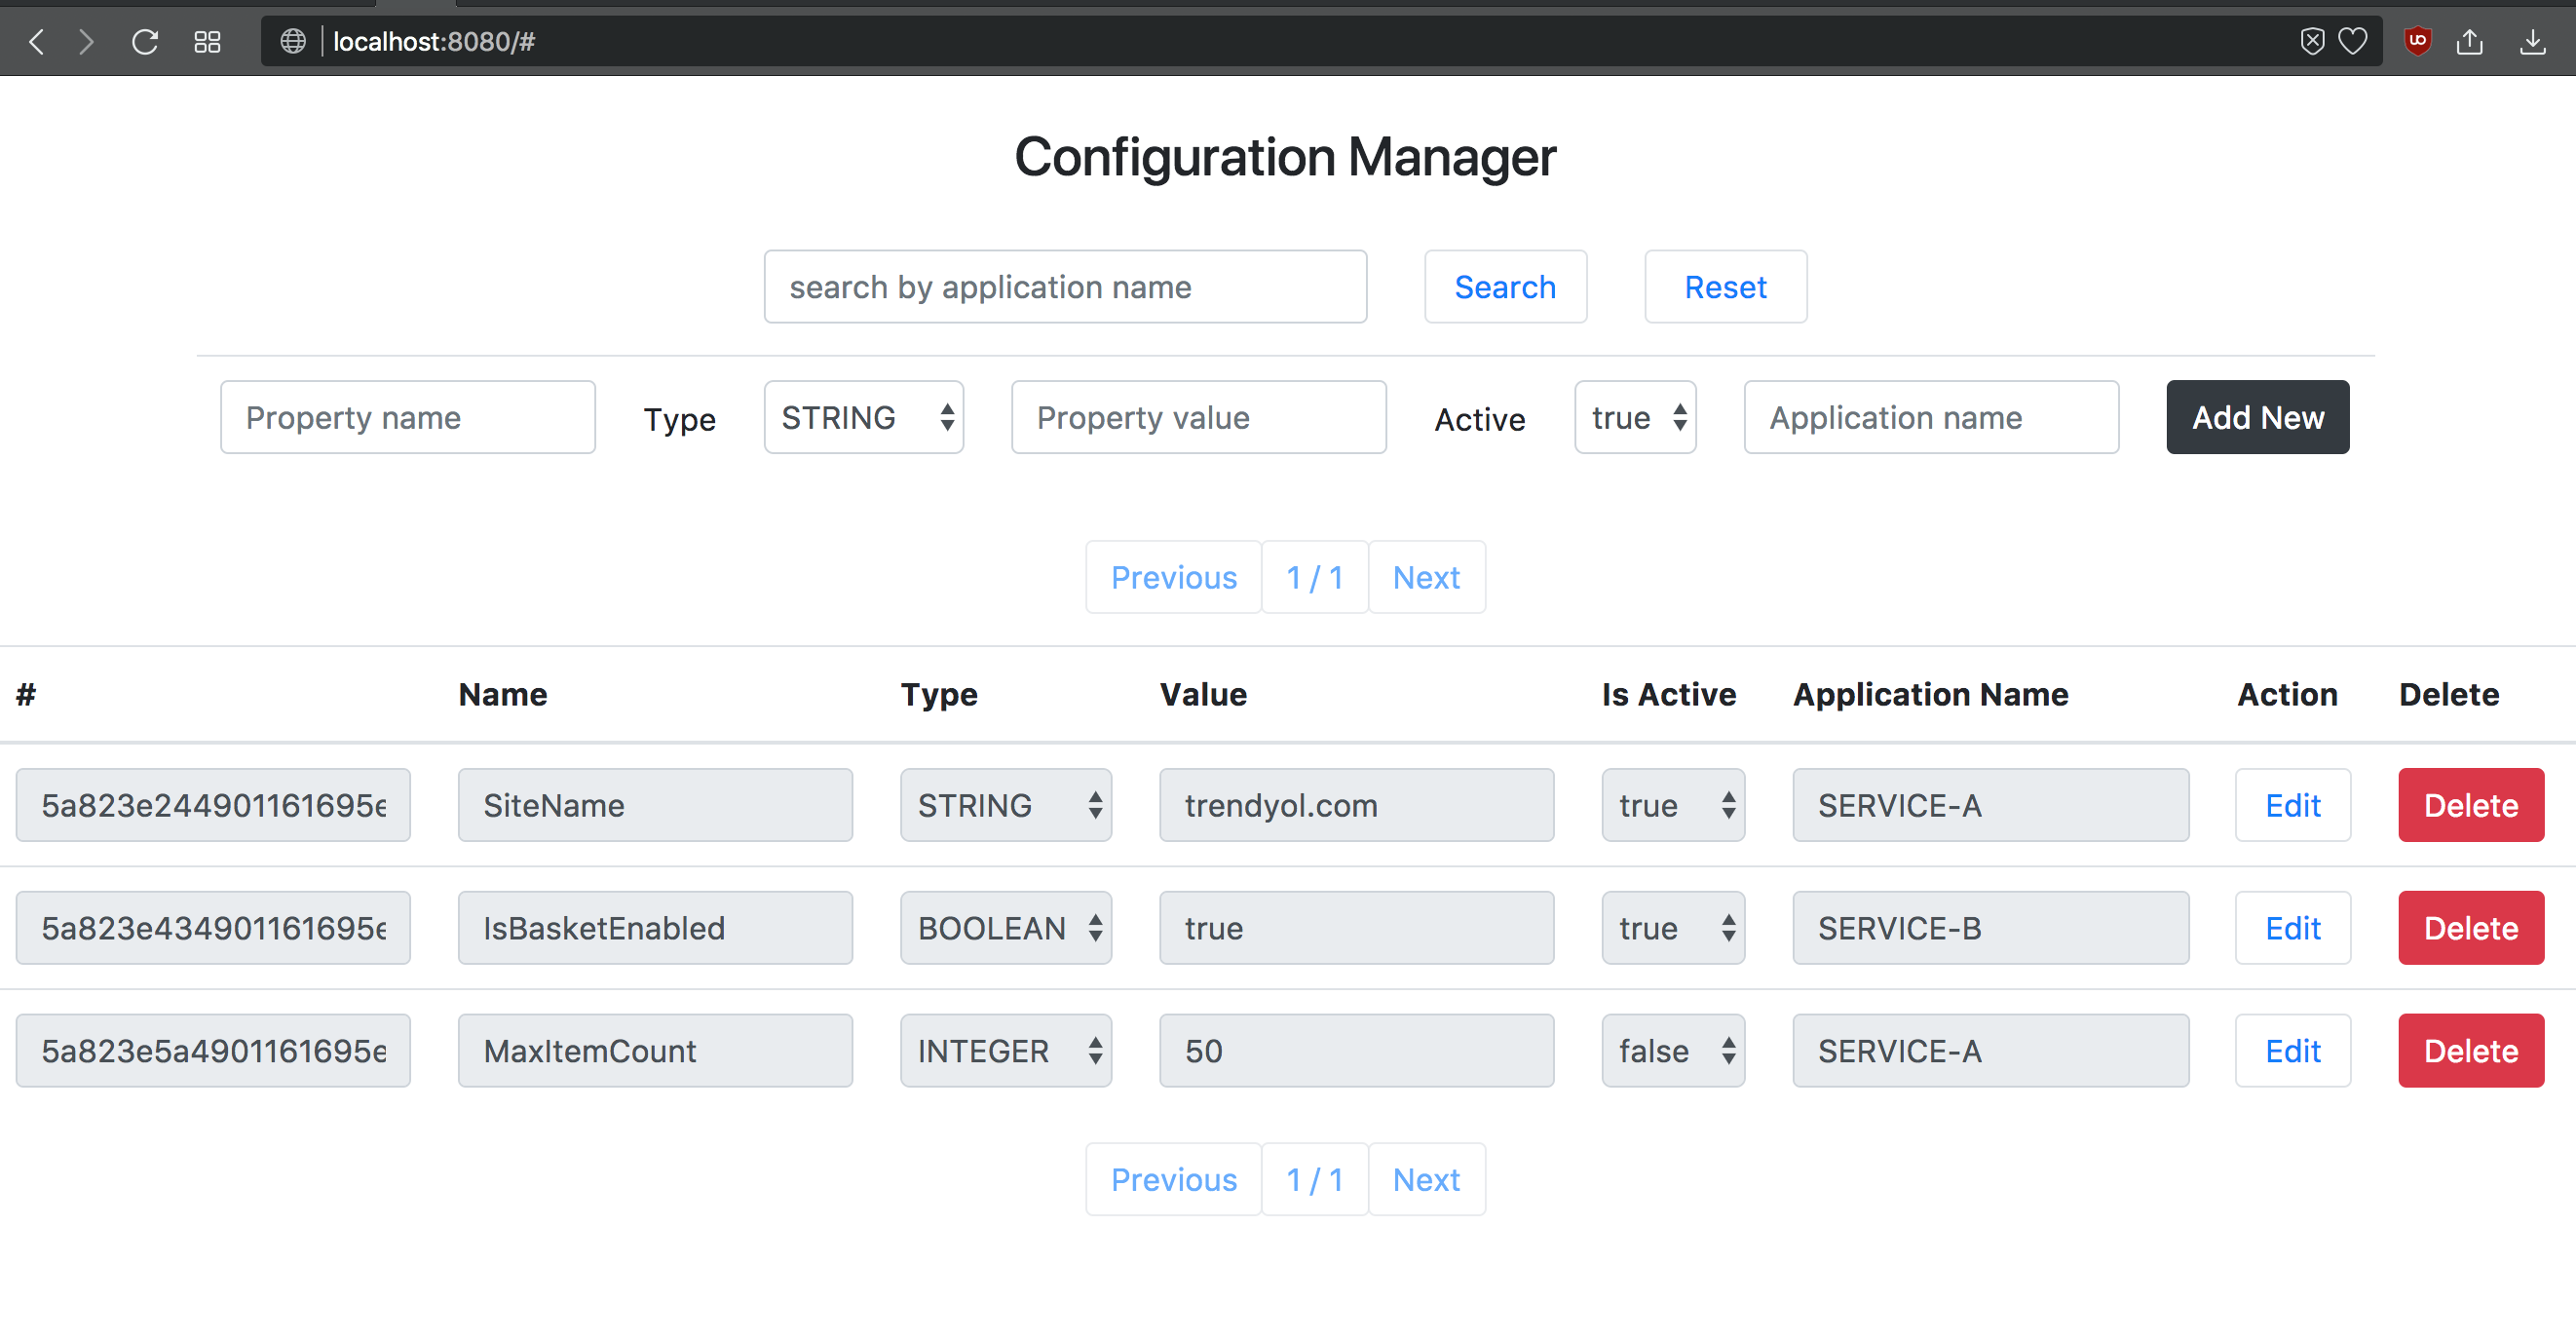 localhost:8080/#
Configuration Manager
search by application name Search Reset
Property name Type STRING Property value Active true Application name Add New
Previous 1 / 1 Next
# Name Type Value Is Active Application Name Action Delete
5a823e244901161695e SiteName STRING trendyol.com true SERVICE-A Edit Delete
5a823e434901161695e IsBasketEnabled BOOLEAN true true SERVICE-B Edit Delete
5a823e5a4901161695e MaxItemCount INTEGER 50 false SERVICE-A Edit Delete
Previous 1 / 1 Next